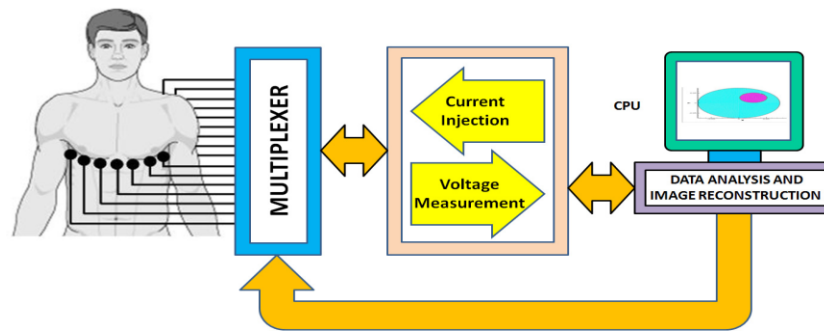 MULTIPLEXER
Current
Injection
Voltage
Measurement
CPU
DATA ANALYSIS AND
IMAGE RECONSTRUCTION